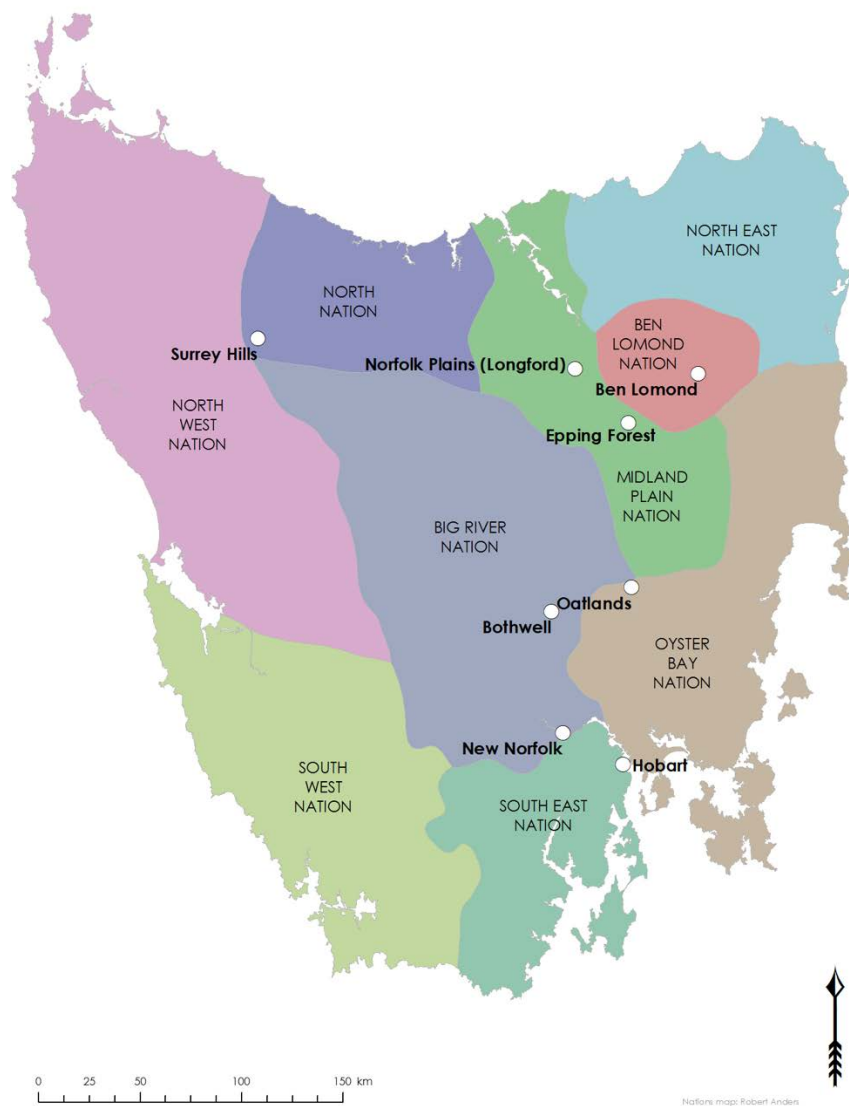 NORTH EAST
NATION
NORTH
NATION
BEN
LOMOND
NATION
Surrey Hills
Norfolk Plains (Longford)
Ben Lomond
NORTH
WEST
NATION
Epping Forest
MIDLAND
PLAIN
NATION
BIG RIVER
NATION
Oatlands
Bothwell
OYSTER
BAY
NATION
New Norfolk
Hobart
SOUTH
WEST
NATION
SOUTH EAST
NATION
0 25 50 100 150 km
Nations map: Robert Anders